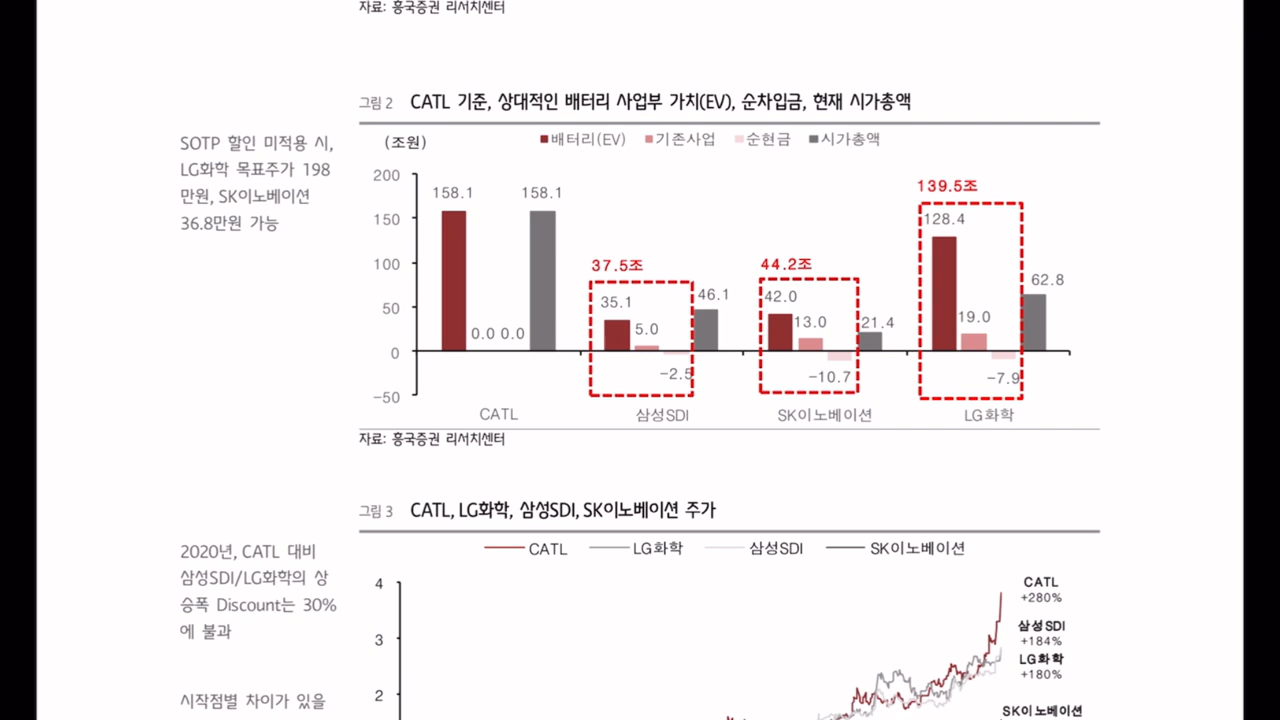 자료: 흥국증권 리서치센터
그림 2 CATL 기준, 상대적인 배터리 사업부 가치(EV), 순차입금, 현재 시가총액
SOTP 할인 미적용 시,
LG화학 목표주가 198
만원, SK이노베이션
36.8만원 가능
(조원)
배터리(EV) 기존사업 순현금 시가총액
200
150
100
50
0
-50
158.1 0.0 0.0 158.1
37.5조
35.1 5.0 -2.5 46.1
44.2조
42.0 13.0 -10.7 21.4
139.5조
128.4 19.0 -7.9 62.8
CATL 삼성SDI SK이노베이션 LG화학
자료: 흥국증권 리서치센터
그림 3 CATL, LG화학, 삼성SDI, SK이노베이션 주가
2020년, CATL 대비
삼성SDI/LG화학의 상
승폭 Discount는 30%
에 불과
시작점별 차이가 있을
CATL LG화학 삼성SDI SK이노베이션
4
3
2
CATL
+280%
삼성SDI
+184%
LG화학
+180%
SK이노베이션